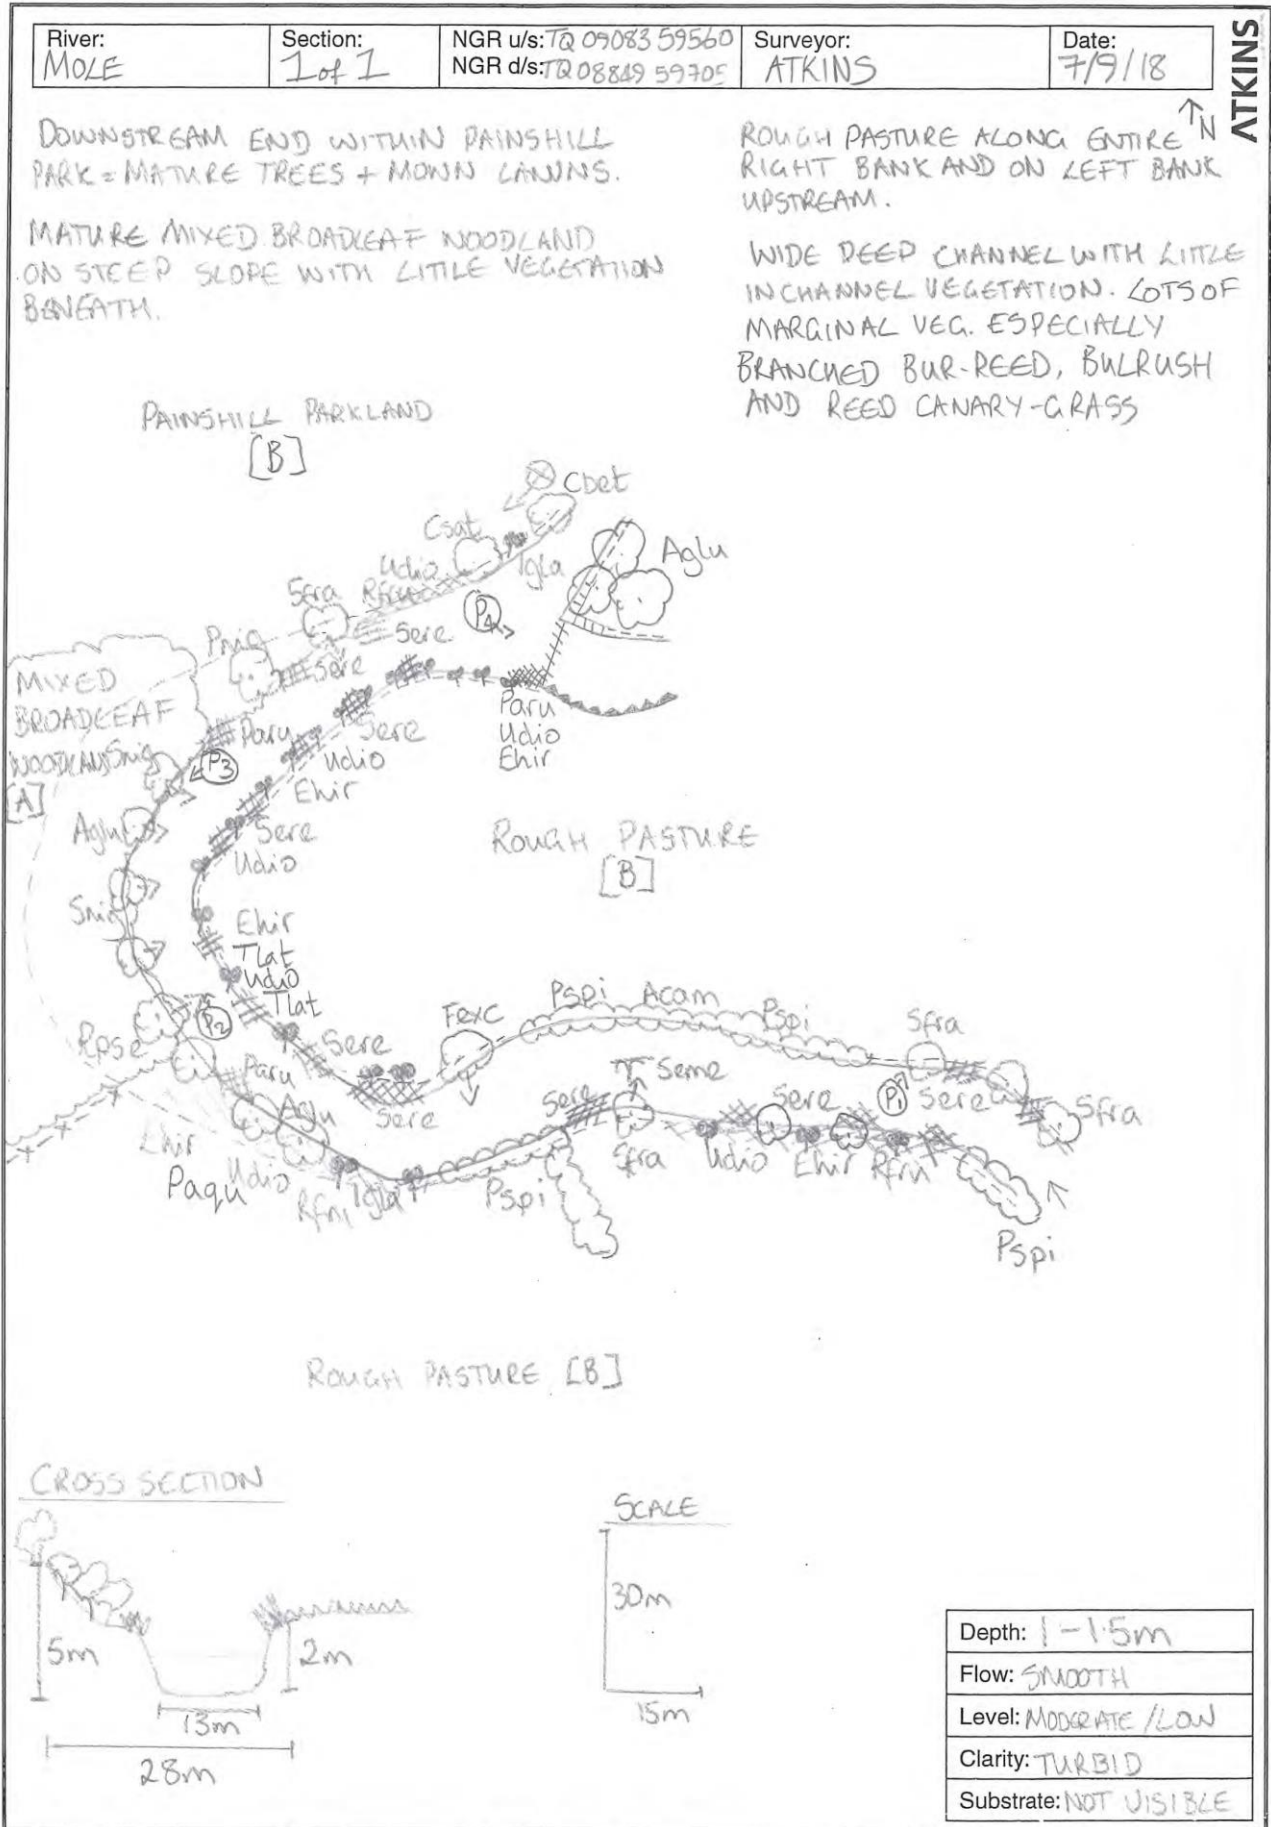 River:
MOLE
Section:
1 of 1
NGR u/s: TQ 09083 59560
NGR d/s: TQ 08849 59705
Surveyor:
ATKINS
Date:
7/9/18
ATKINS
N
DOWNSTREAM END WITHIN PAINSHILL
PARK = MATURE TREES + MOWN LAWNS.
MATURE MIXED BROADLEAF WOODLAND
ON STEEP SLOPE WITH LITTLE VEGETATION
BENEATH.
ROUGH PASTURE ALONG ENTIRE
RIGHT BANK AND ON LEFT BANK
UPSTREAM.
WIDE DEEP CHANNEL WITH LITTLE
INCHANNEL VEGETATION. LOTS OF
MARGINAL VEG. ESPECIALLY
BRANCHED BUR-REED, BULRUSH
AND REED CANARY-GRASS
PAINSHILL PARKLAND
[B]
Cbet
Csat
Igla
Aglu
Udio
Rfru
Sfra
P4
Sere
Pnig
Sere
MIXED
BROADLEAF
WOODLAND
[A]
Snig
Paru
P3
Sere
Udio
Ehir
Paru
Udio
Ehir
Aglu
Sere
Udio
ROUGH PASTURE
[B]
Snig
Ehir
Tlat
Udio
Tlat
P2
Rpse
Sere
Fexc
Pspi
Acam
Pspi
Sfra
Paru
Aglu
Sere
Sere
Seme
Sere
P1
Sere
Sfra
Ehir
Paqu
Udio
Rfru
Igla
Pspi
Sfra
Udio
Ehir
Rfru
Pspi
ROUGH PASTURE [B]
CROSS SECTION
5m
2m
13m
28m
SCALE
30m
15m
Depth: 1-1.5m
Flow: SMOOTH
Level: MODERATE / LOW
Clarity: TURBID
Substrate: NOT VISIBLE